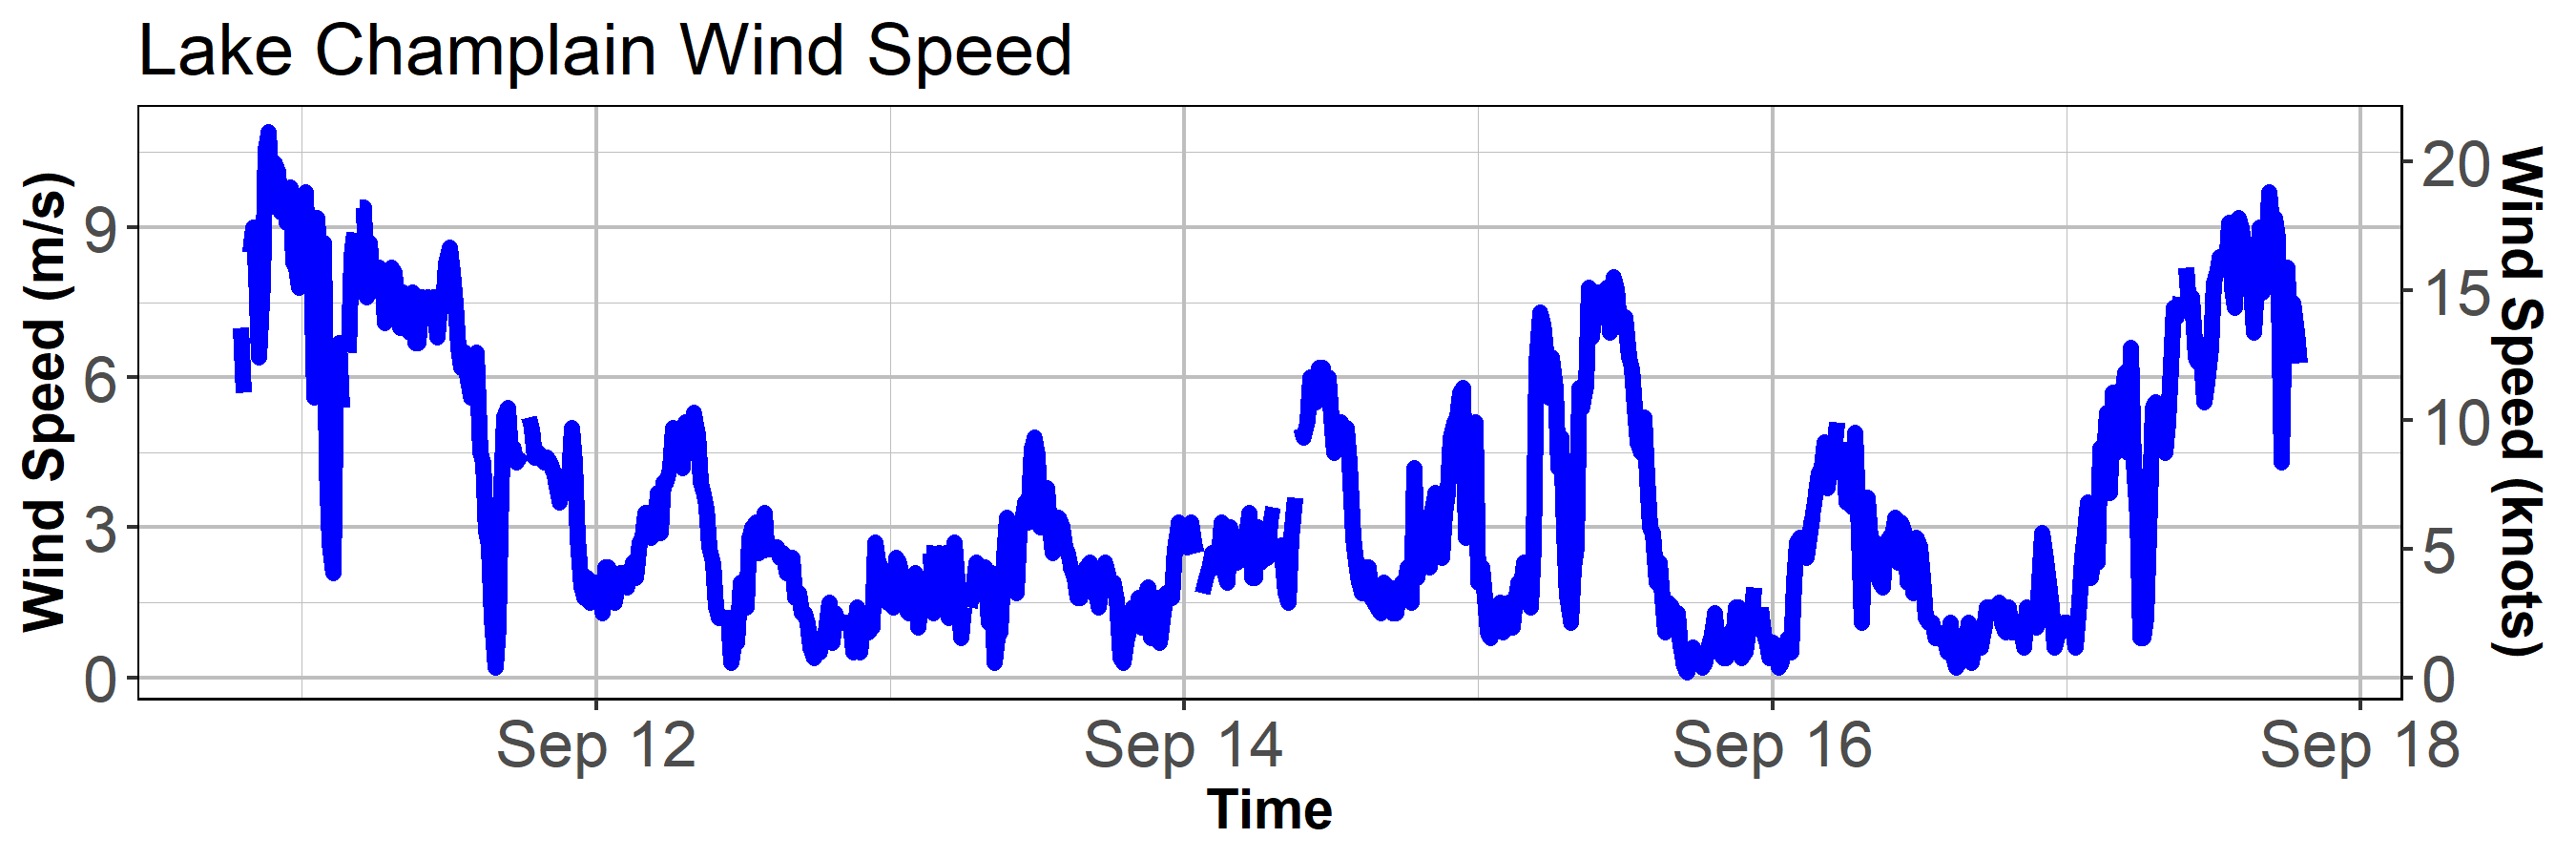 Lake Champlain Wind Speed
Wind Speed (m/s)
9
6
3
0
20
15
10
5
0
Wind Speed (knots)
Sep 12
Sep 14
Sep 16
Sep 18
Time